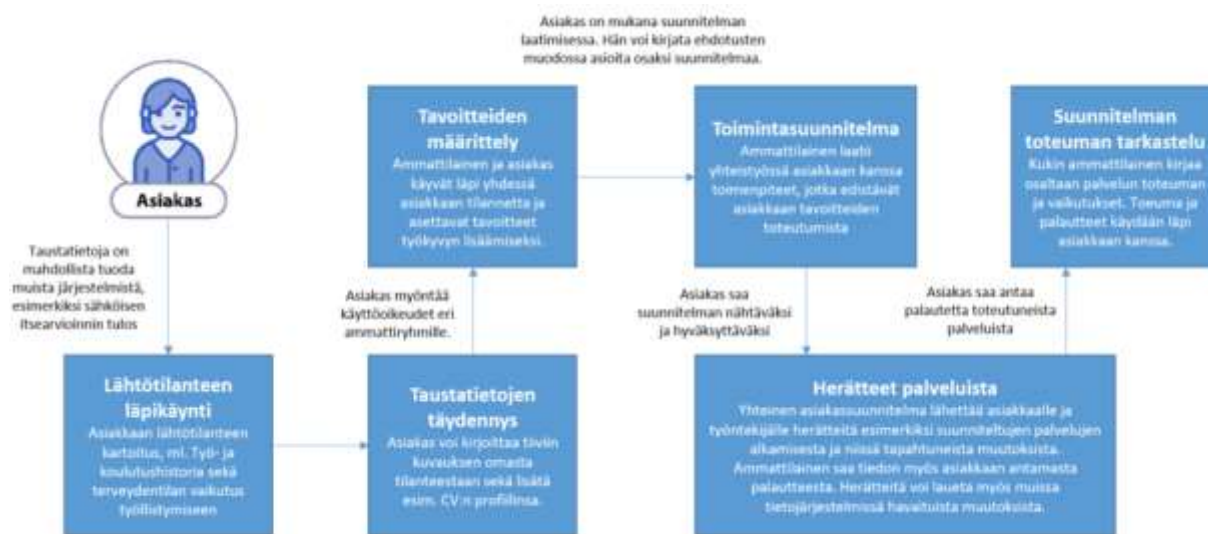 Asiakas on mukana suunnitelman
laatimisessa. Hän voi kirjata ehdotusten
muodossa asioita osaksi suunnitelmaa.
Asiakas
Taustatietoja on
mahdollista tuoda
muista järjestelmistä,
esimerkiksi sähköisen
itsearvioinnin tulos
Lähtötilanteen
läpikäynti
Asiakkaan lähtötilanteen
kartoitus, ml. Työ- ja
koulutushistoria sekä
terveydentilan vaikutus
työllistymiseen
Taustatietojen
täydennys
Asiakas voi kirjoittaa tiiviin
kuvauksen omasta
tilanteestaan sekä lisätä
esim. CV:n profiilinsa.
Asiakas myöntää
käyttöoikeudet eri
ammattiryhmille.
Tavoitteiden
määrittely
Ammattilainen ja asiakas
käyvät läpi yhdessä
asiakkaan tilannetta ja
asettavat tavoitteet
työkyvyn lisäämiseksi.
Toimintasuunnitelma
Ammattilainen laatii
yhteistyössä asiakkaan kanssa
toimenpiteet, jotka edistävät
asiakkaan tavoitteiden
toteutumista
Asiakas saa
suunnitelman nähtäväksi
ja hyväksyttäväksi
Herätteet palveluista
Yhteinen asiakassuunnitelma lähettää asiakkaalle ja
työntekijälle herätteitä esimerkiksi suunniteltujen palvelujen
alkamisesta ja niissä tapahtuneista muutoksista.
Ammattilainen saa tiedon myös asiakkaan antamasta
palautteesta. Herätteitä voi laueta myös muissa
tietojärjestelmissä havaituista muutoksista.
Asiakas saa antaa
palautetta toteutuneista
palveluista
Suunnitelman
toteuman tarkastelu
Kukin ammattilainen kirjaa
osaltaan palvelun toteuman
ja vaikutukset. Toeuma ja
palautteet käydään läpi
asiakkaan kanssa.